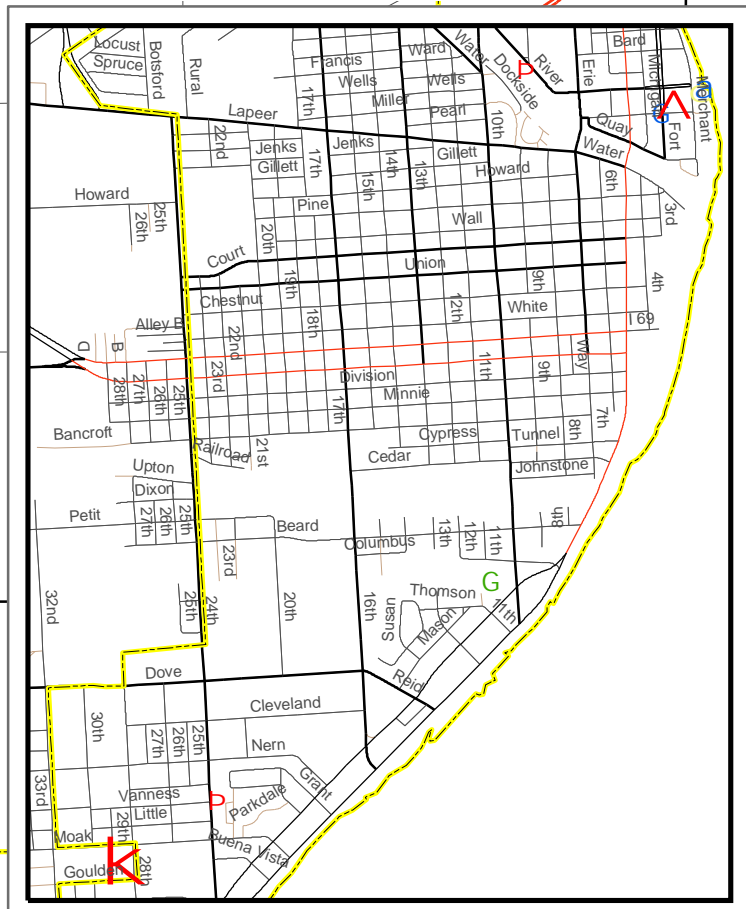 Locust
Spruce
Botsford
Rural
Francis
Wells
Ward
Wells
Water
Dockside
River
Erie
Bard
Michigan
Merchant
Fort
Miller
Pearl
17th
10th
Quay
Water
Lapeer
22nd
Jenks
Gillett
17th
Jenks
14th
13th
Gillett
Howard
15th
6th
3rd
Howard
25th
26th
Pine
Wall
20th
Court
Union
19th
Chestnut
18th
12th
9th
White
4th
I 69
Alley B
D
B
22nd
23rd
11th
9th
Way
28th
27th
26th
25th
Division
Minnie
17th
7th
8th
Bancroft
Railroad
21st
Cypress
Tunnel
Cedar
Johnstone
Upton
Dixon
Petit
27th
26th
25th
Beard
23rd
Columbus
13th
12th
11th
8th
G
32nd
25th
24th
20th
16th
Susan
Thomson
Mason
11th
Dove
Reid
Cleveland
30th
27th
26th
25th
Nern
33rd
Vanness
Little
29th
Grant
Parkdale
Moak
Buena Vista
Goulden
K
28th